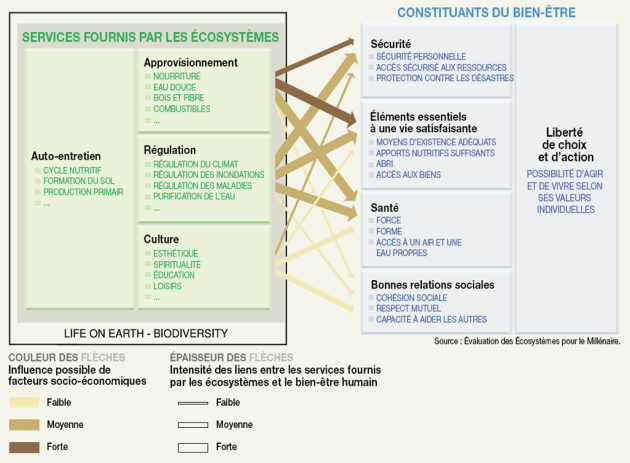 CONSTITUANTS DU BIEN-ÊTRE
SERVICES FOURNIS PAR LES ÉCOSYSTÈMES
Auto-entretien
CYCLE NUTRITIF
FORMATION DU SOL
PRODUCTION PRIMAIR
...
Approvisionnement
NOURRITURE
EAU DOUCE
BOIS ET FIBRE
COMBUSTIBLES
...
Régulation
RÉGULATION DU CLIMAT
RÉGULATION DES INONDATIONS
RÉGULATION DES MALADIES
PURIFICATION DE L'EAU
...
Culture
ESTHÉTIQUE
SPIRITUALITÉ
ÉDUCATION
LOISIRS
...
LIFE ON EARTH - BIODIVERSITY
Sécurité
SÉCURITÉ PERSONNELLE
ACCÈS SÉCURISÉ AUX RESSOURCES
PROTECTION CONTRE LES DÉSASTRES
Éléments essentiels
à une vie satisfaisante
MOYENS D'EXISTENCE ADÉQUATS
APPORTS NUTRITIFS SUFFISANTS
ABRI
ACCÈS AUX BIENS
Santé
FORCE
FORME
ACCÈS À UN AIR ET UNE
EAU PROPRES
Bonnes relations sociales
COHÉSION SOCIALE
RESPECT MUTUEL
CAPACITÉ À AIDER LES AUTRES
Liberté
de choix
et d'action
POSSIBILITÉ D'AGIR
ET DE VIVRE SELON
SES VALEURS
INDIVIDUELLES
Source : Évaluation des Écosystèmes pour le Millénaire.
COULEUR DES FLÈCHES
Influence possible de
facteurs socio-économiques
Faible
Moyenne
Forte
ÉPAISSEUR DES FLÈCHES
Intensité des liens entre les services fournis
par les écosystèmes et le bien-être humain
Faible
Moyenne
Forte